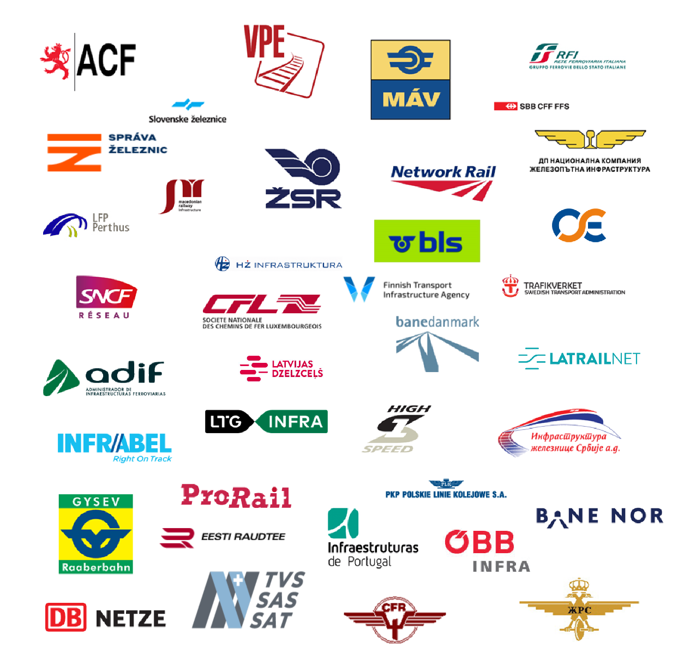 ACF
VPE
MÁV
RFI
RETE FERROVIARIA ITALIANA
GRUPPO FERROVIE DELLO STATO ITALIANE
Slovenske železnice
SBB CFF FFS
SPRÁVA
ŽELEZNIC
ДП НАЦИОНАЛНА КОМПАНИЯ
ЖЕЛЕЗОПЪТНА ИНФРАСТРУКТУРА
ŽSR
Network Rail
macedonian
railway
infrastructure
LFP
Perthus
bls
OSE
HŽ INFRASTRUKTURA
SNCF
RÉSEAU
CFL
SOCIETE NATIONALE
DES CHEMINS DE FER LUXEMBOURGEOIS
Finnish Transport
Infrastructure Agency
TRAFIKVERKET
SWEDISH TRANSPORT ADMINISTRATION
banedanmark
LATRAILNET
adif
ADMINISTRADOR DE
INFRAESTRUCTURAS FERROVIARIAS
LATVIJAS
DZELZCEĻŠ
LTG INFRA
HIGH
1
SPEED
Инфраструктура
железнице Србије а.д.
INFRABEL
Right On Track
GYSEV
Raaberbahn
ProRail
PLK
PKP POLSKIE LINIE KOLEJOWE S.A.
EESTI RAUDTEE
Infraestruturas
de Portugal
ÖBB
INFRA
BANE NOR
DB NETZE
TVS
SAS
SAT
CFR
ЖРС